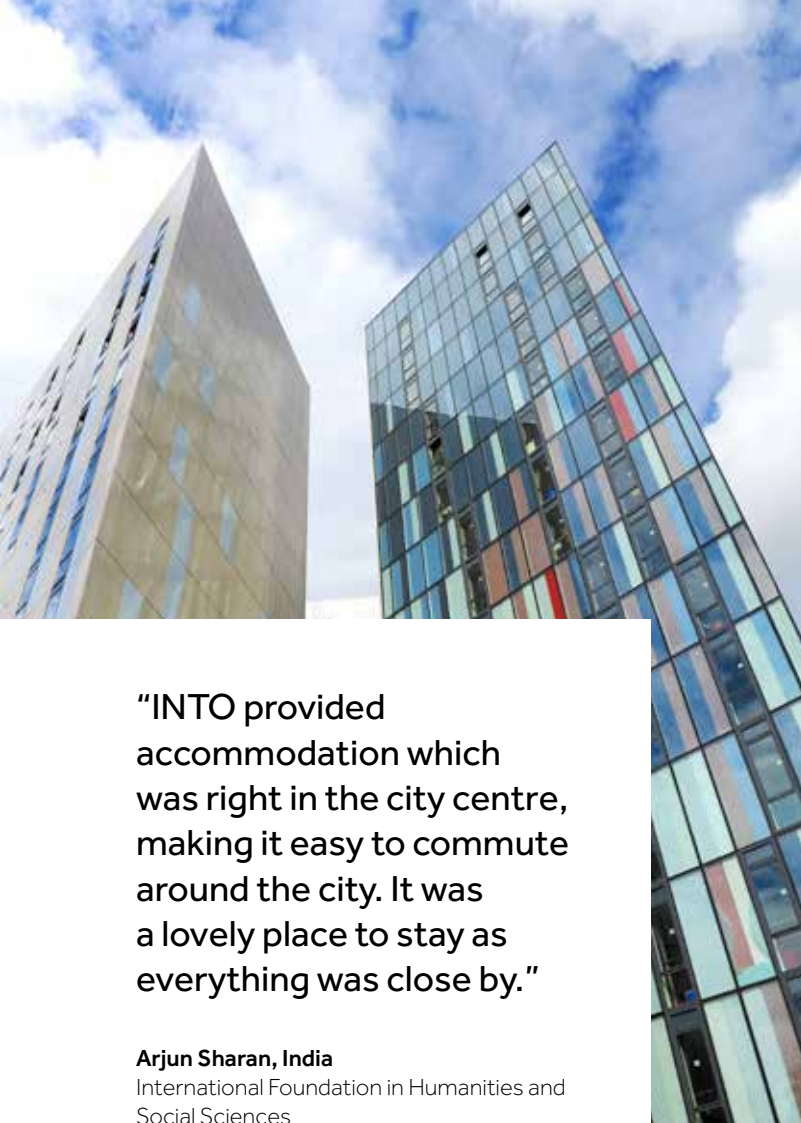 “INTO provided
accommodation which
was right in the city centre,
making it easy to commute
around the city. It was
a lovely place to stay as
everything was close by.”
Arjun Sharan, India
International Foundation in Humanities and
Social Sciences